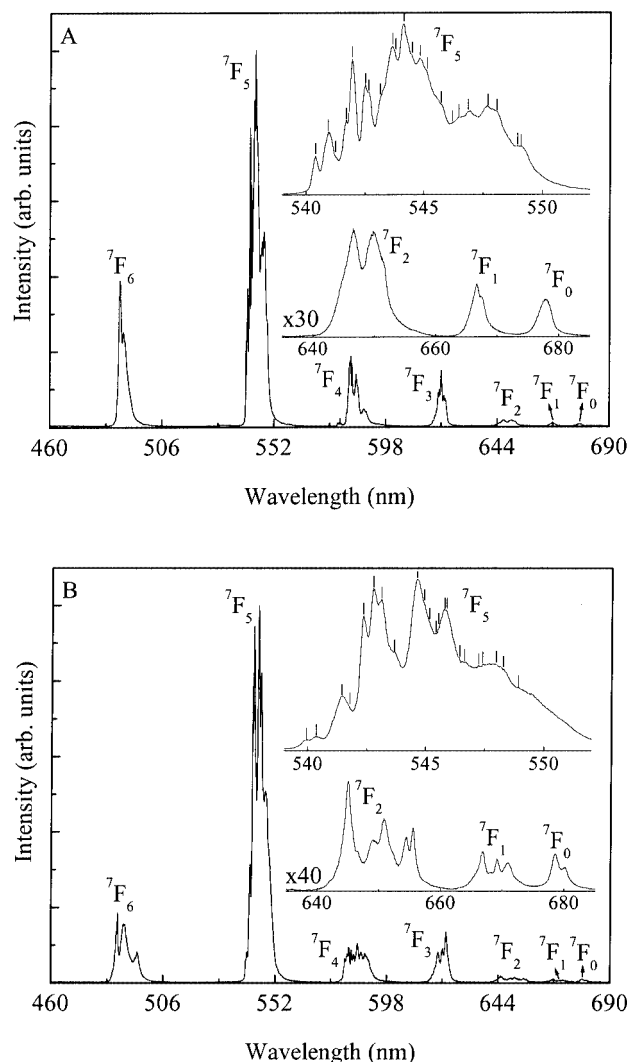 A
⁷F₅
⁷F₅
540 545 550
⁷F₆
⁷F₂
⁷F₁
⁷F₀
x30
640 660 680
⁷F₄ ⁷F₃ ⁷F₂ ⁷F₁ ⁷F₀
460 506 552 598 644 690
Intensity (arb. units)
Wavelength (nm)
B
⁷F₅
⁷F₅
540 545 550
⁷F₆
⁷F₂
⁷F₁
⁷F₀
x40
640 660 680
⁷F₄ ⁷F₃ ⁷F₂ ⁷F₁ ⁷F₀
460 506 552 598 644 690
Intensity (arb. units)
Wavelength (nm)